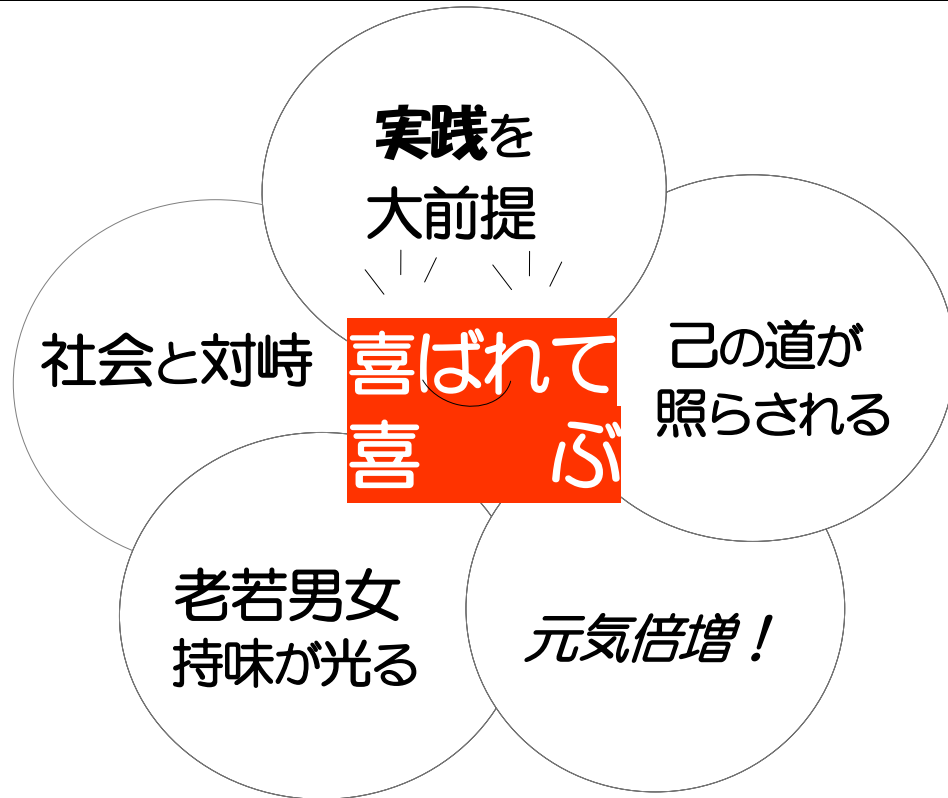 実践を
大前提
社会と対峙
喜ばれて
喜　ぶ
己の道が
照らされる
老若男女
持味が光る
元気倍増！